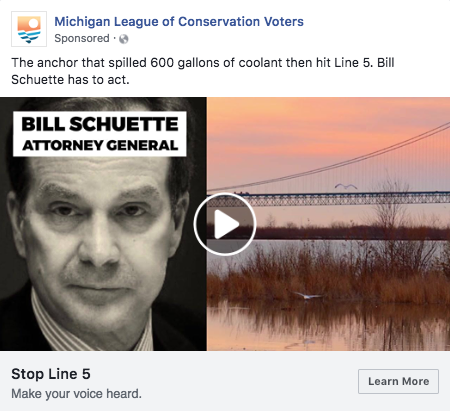 Michigan League of Conservation Voters
Sponsored ·
The anchor that spilled 600 gallons of coolant then hit Line 5. Bill
Schuette has to act.
BILL SCHUETTE
ATTORNEY GENERAL
Stop Line 5
Make your voice heard.
Learn More